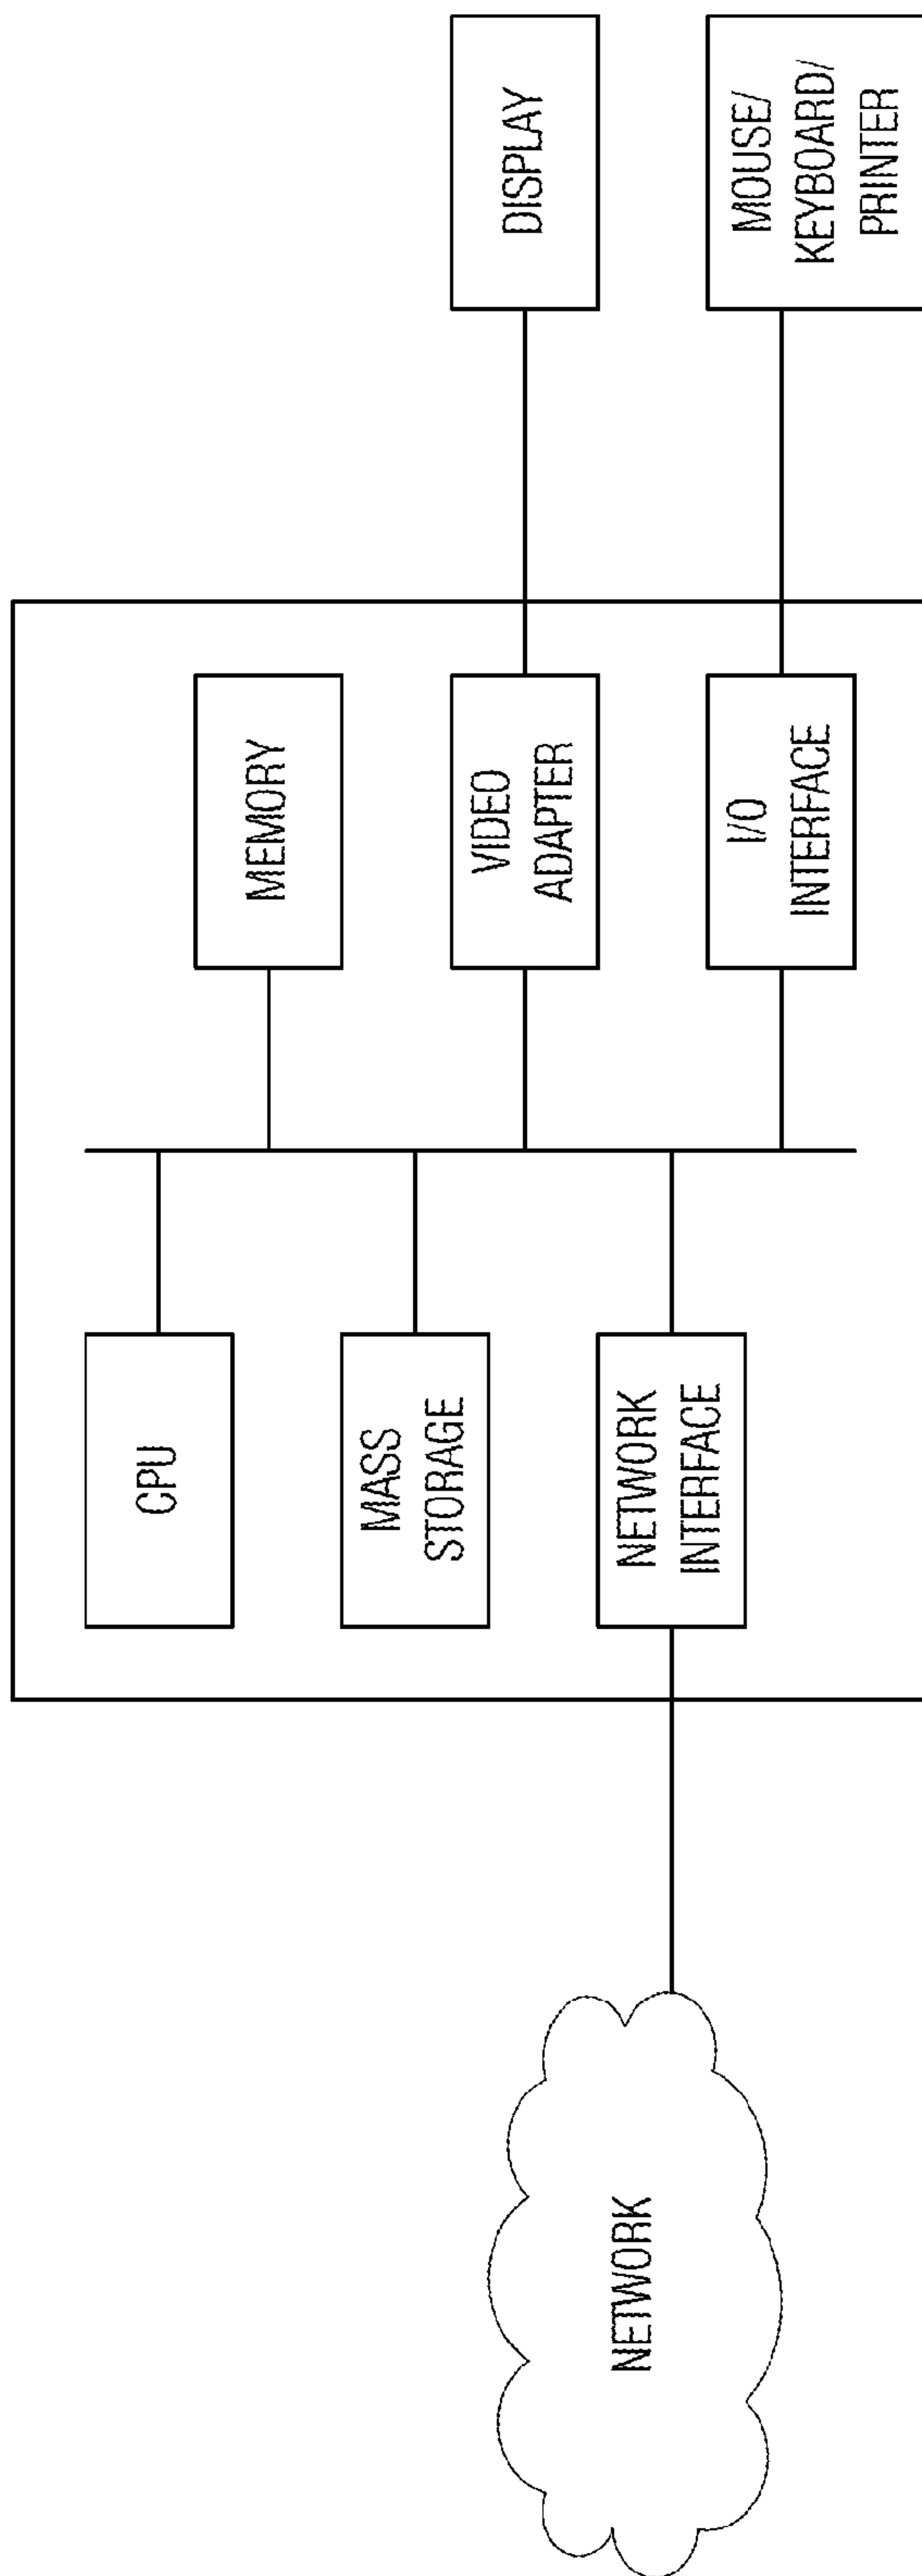 CPU
MEMORY
MASS
STORAGE
VIDEO
ADAPTER
DISPLAY
NETWORK
NETWORK
INTERFACE
I/O
INTERFACE
MOUSE/
KEYBOARD/
PRINTER